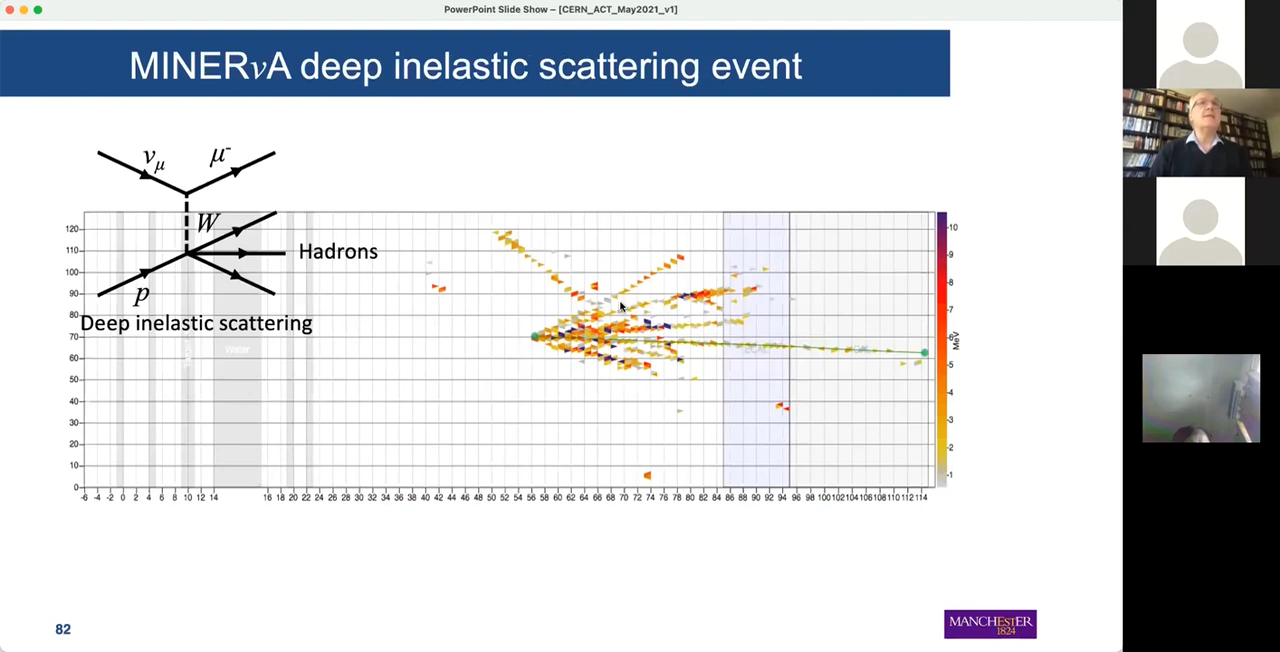 PowerPoint Slide Show – [CERN_ACT_May2021_v1]
MINERνA deep inelastic scattering event
ν_μ
μ⁻
W
Hadrons
p
Deep inelastic scattering
Water
120
110
100
90
80
70
60
50
40
30
20
10
0
-6 -4 -2 0 2 4 6 8 10 12 14 16 18 20 22 24 26 28 30 32 34 36 38 40 42 44 46 48 50 52 54 56 58 60 62 64 66 68 70 72 74 76 78 80 82 84 86 88 90 92 94 96 98 100 102 104 106 108 110 112 114
10
9
8
7
5
4
3
2
1
MeV
82
MANCHESTER
1824